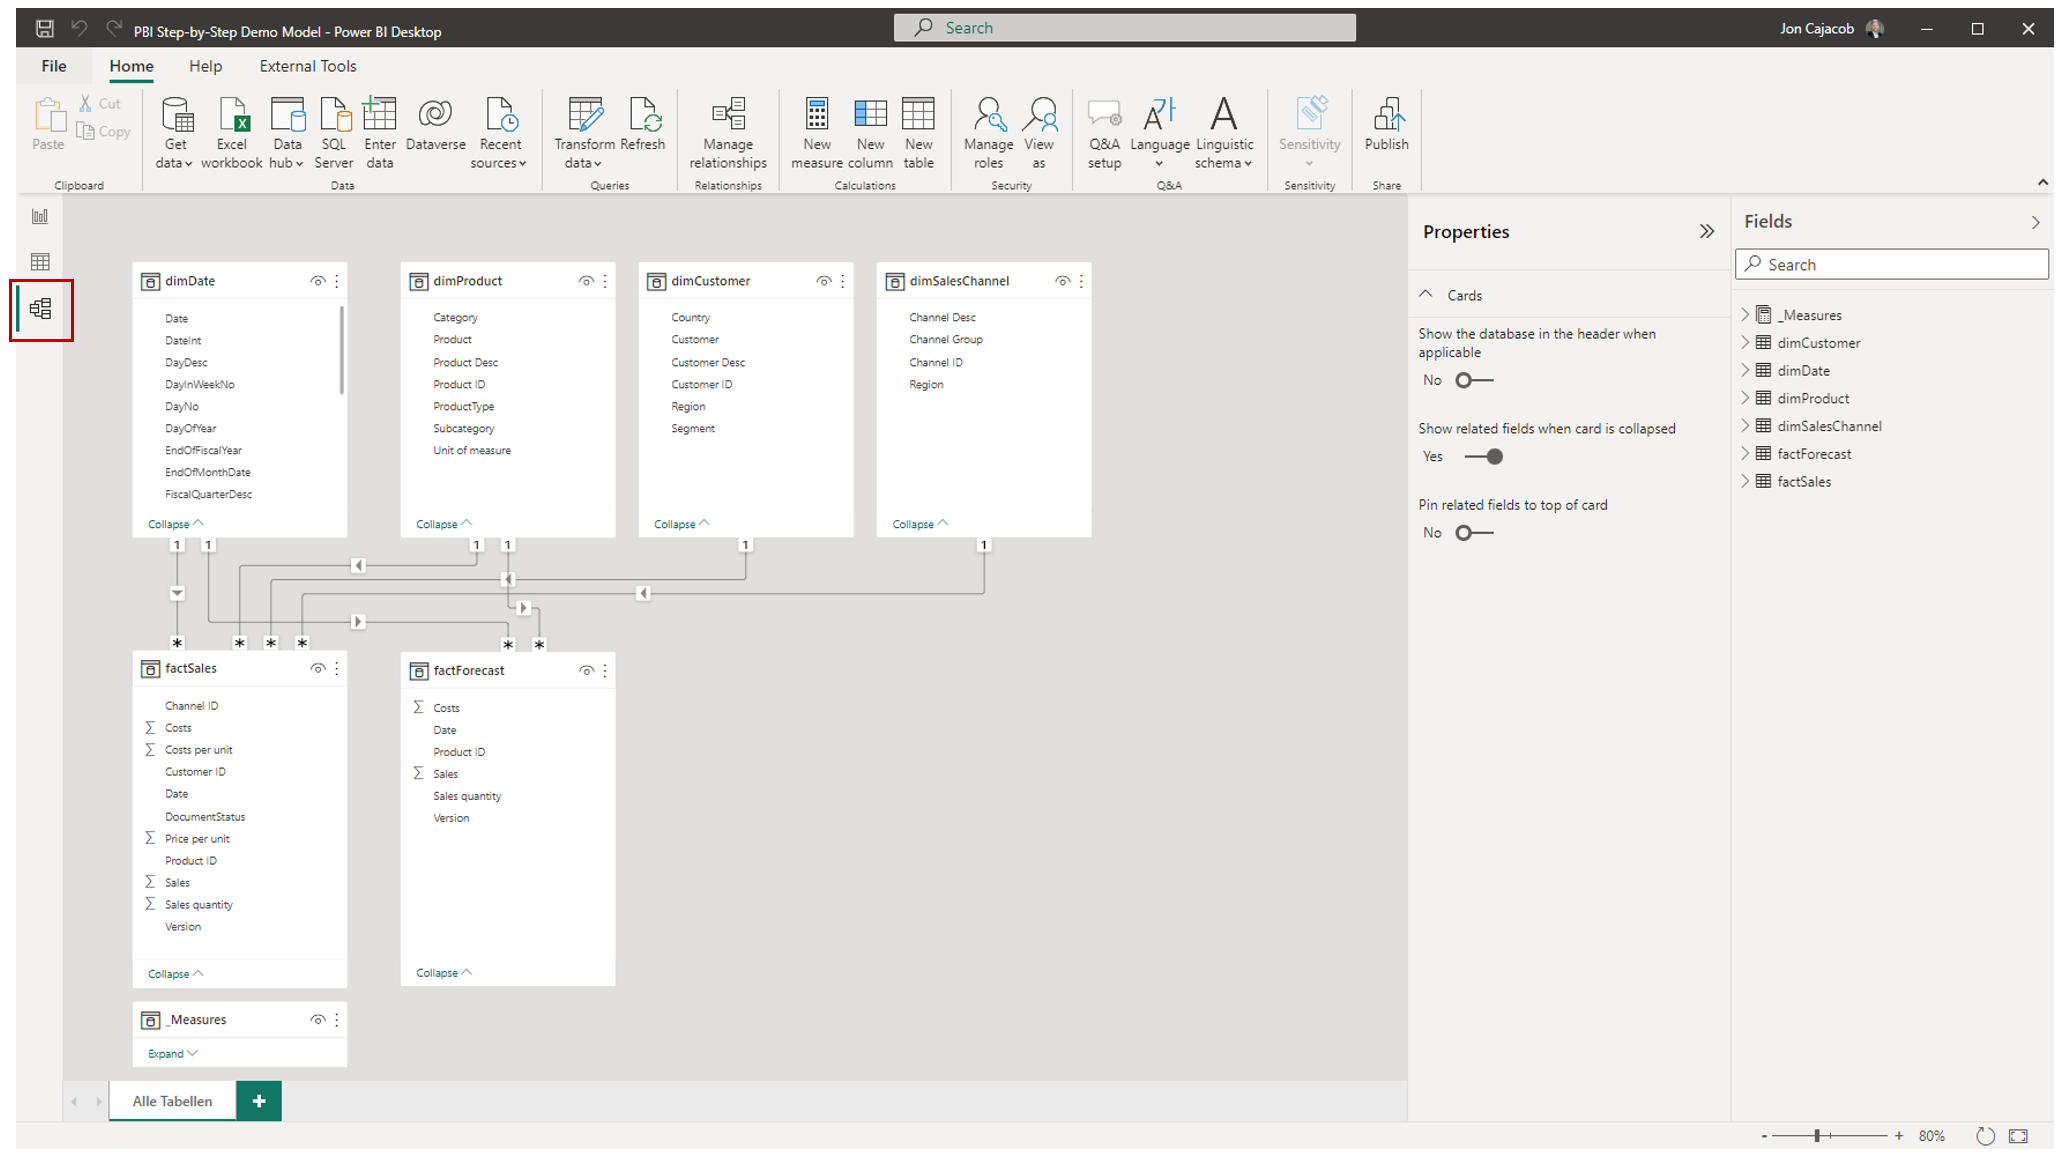 PBI Step-by-Step Demo Model - Power BI Desktop
Search
Jon Cajacob
File
Home
Help
External Tools
Paste
Cut
Copy
Get
data
Excel
workbook
Data
hub
SQL
Server
Enter
data
Dataverse
Recent
sources
Transform
data
Refresh
Manage
relationships
New
measure
New
column
New
table
Manage
roles
View
as
Q&A
setup
Language
Linguistic
schema
Sensitivity
Publish
Clipboard
Data
Queries
Relationships
Calculations
Security
Q&A
Sensitivity
Share
dimDate
Date
DateInt
DayDesc
DayInWeekNo
DayNo
DayOfYear
EndOfFiscalYear
EndOfMonthDate
FiscalQuarterDesc
Collapse
dimProduct
Category
Product
Product Desc
Product ID
ProductType
Subcategory
Unit of measure
Collapse
dimCustomer
Country
Customer
Customer Desc
Customer ID
Region
Segment
Collapse
dimSalesChannel
Channel Desc
Channel Group
Channel ID
Region
Collapse
1 1 1 1 1 1
* * * * * *
factSales
Channel ID
Σ Costs
Σ Costs per unit
Customer ID
Date
DocumentStatus
Σ Price per unit
Product ID
Σ Sales
Σ Sales quantity
Version
Collapse
factForecast
Σ Costs
Date
Product ID
Σ Sales
Sales quantity
Version
Collapse
_Measures
Expand
Alle Tabellen
+
Properties
Cards
Show the database in the header when
applicable
No
Show related fields when card is collapsed
Yes
Pin related fields to top of card
No
Fields
Search
_Measures
dimCustomer
dimDate
dimProduct
dimSalesChannel
factForecast
factSales
- + 80%